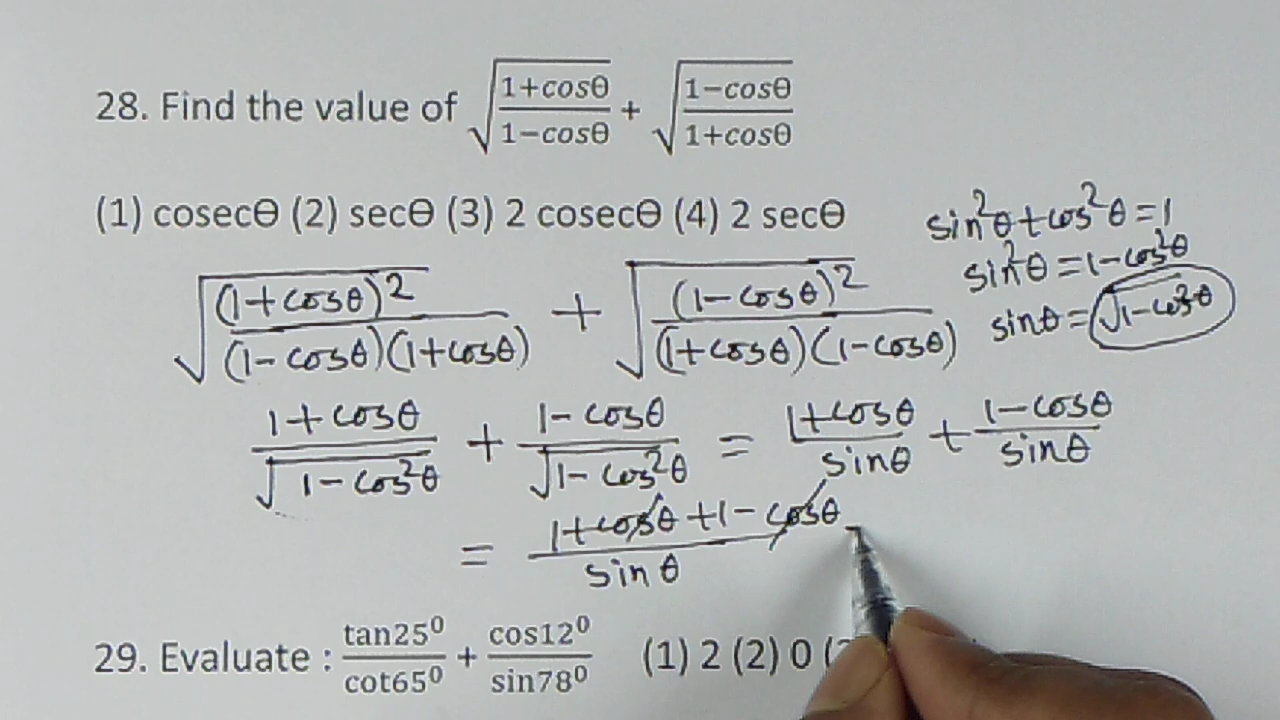 28. Find the value of √((1+cosθ)/(1−cosθ)) + √((1−cosθ)/(1+cosθ))
(1) cosecθ (2) secθ (3) 2 cosecθ (4) 2 secθ
sin²θ+cos²θ=1
sin²θ=1-cos²θ
sinθ=√(1-cos²θ)
√((1+cosθ)²/((1-cosθ)(1+cosθ))) + √((1-cosθ)²/((1+cosθ)(1-cosθ)))
(1+cosθ)/√(1-cos²θ) + (1-cosθ)/√(1-cos²θ) = (1+cosθ)/sinθ + (1-cosθ)/sinθ
= (1+cosθ+1-cosθ)/sinθ
29. Evaluate : tan25⁰/cot65⁰ + cos12⁰/sin78⁰ (1) 2 (2) 0